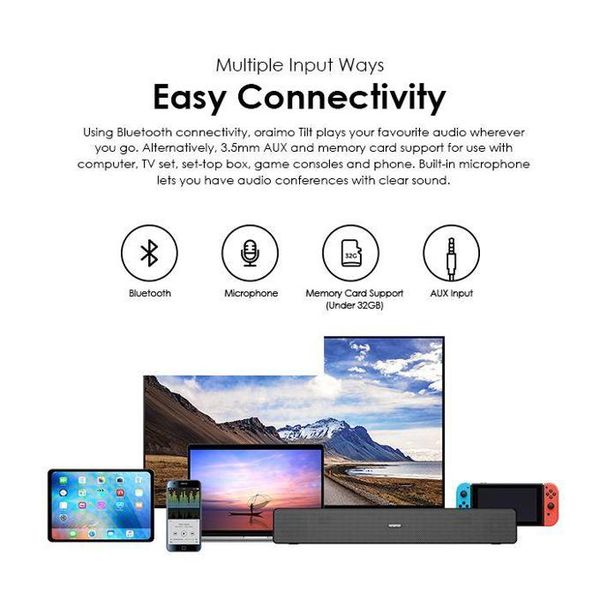 Multiple Input Ways
Easy Connectivity
Using Bluetooth connectivity, oraimo Tilt plays your favourite audio wherever
you go. Alternatively, 3.5mm AUX and memory card support for use with
computer, TV set, set-top box, game consoles and phone. Built-in microphone
lets you have audio conferences with clear sound.
32G
Bluetooth
Microphone
Memory Card Support
(Under 32GB)
AUX Input